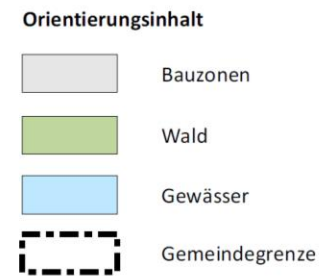 Orientierungsinhalt
Bauzonen
Wald
Gewässer
Gemeindegrenze